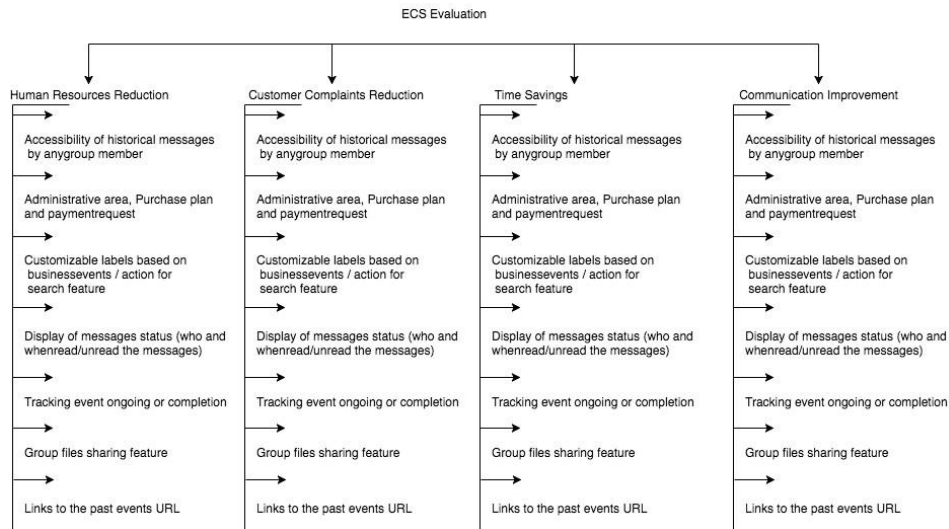 ECS Evaluation
Human Resources Reduction
Accessibility of historical messages
by anygroup member
Administrative area, Purchase plan
and paymentrequest
Customizable labels based on
businessevents / action for
search feature
Display of messages status (who and
whenread/unread the messages)
Tracking event ongoing or completion
Group files sharing feature
Links to the past events URL
Customer Complaints Reduction
Accessibility of historical messages
by anygroup member
Administrative area, Purchase plan
and paymentrequest
Customizable labels based on
businessevents / action for
search feature
Display of messages status (who and
whenread/unread the messages)
Tracking event ongoing or completion
Group files sharing feature
Links to the past events URL
Time Savings
Accessibility of historical messages
by anygroup member
Administrative area, Purchase plan
and paymentrequest
Customizable labels based on
businessevents / action for
search feature
Display of messages status (who and
whenread/unread the messages)
Tracking event ongoing or completion
Group files sharing feature
Links to the past events URL
Communication Improvement
Accessibility of historical messages
by anygroup member
Administrative area, Purchase plan
and paymentrequest
Customizable labels based on
businessevents / action for
search feature
Display of messages status (who and
whenread/unread the messages)
Tracking event ongoing or completion
Group files sharing feature
Links to the past events URL